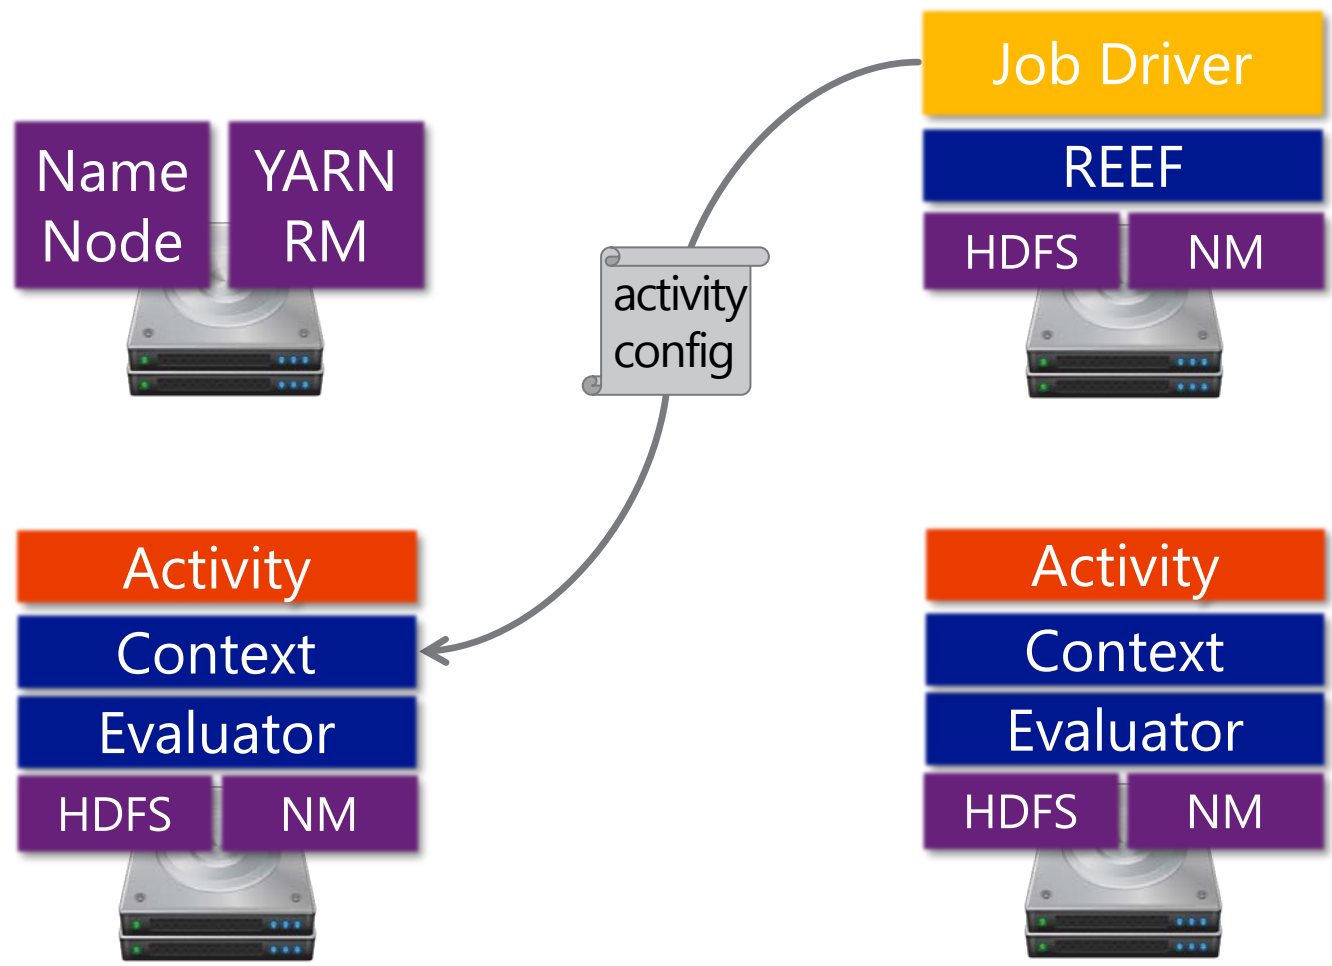 Job Driver
Name
Node
YARN
RM
REEF
HDFS
NM
activity
config
Activity
Context
Evaluator
HDFS
NM
Activity
Context
Evaluator
HDFS
NM